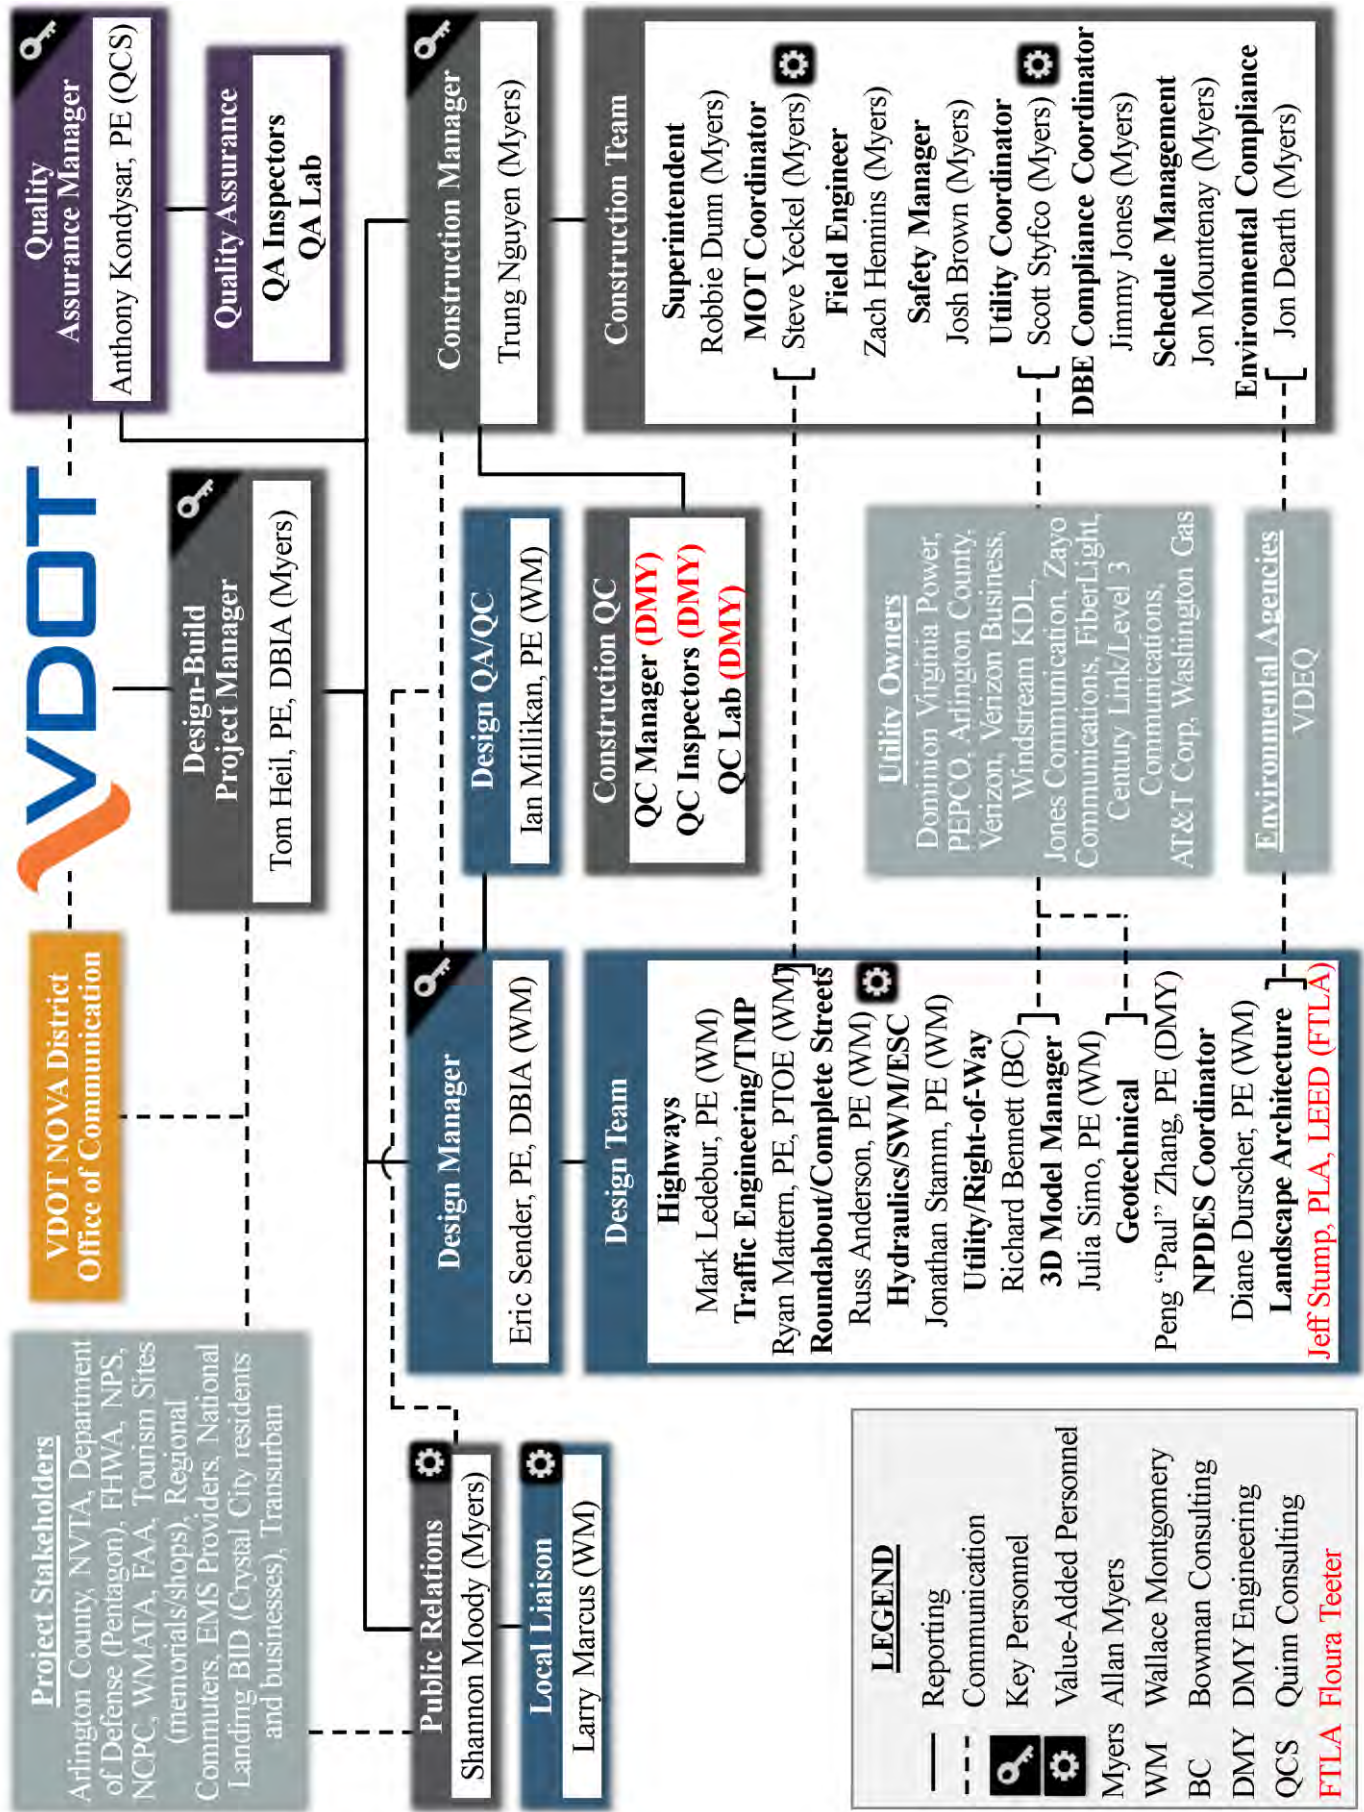 VDOT
VDOT NOVA District
Office of Communication
Project Stakeholders
Arlington County, NVTA, Department
of Defense (Pentagon), FHWA, NPS,
NCPC, WMATA, FAA, Tourism Sites
(memorials/shops), Regional
Commuters, EMS Providers, National
Landing BID (Crystal City residents
and businesses), Transurban
Design-Build
Project Manager
Tom Heil, PE, DBIA (Myers)
Quality
Assurance Manager
Anthony Kondysar, PE (QCS)
Quality Assurance
QA Inspectors
QA Lab
Public Relations
Shannon Moody (Myers)
Local Liaison
Larry Marcus (WM)
Design Manager
Eric Sender, PE, DBIA (WM)
Design QA/QC
Ian Millikan, PE (WM)
Construction Manager
Trung Nguyen (Myers)
Construction QC
QC Manager (DMY)
QC Inspectors (DMY)
QC Lab (DMY)
Design Team
Highways
Mark Ledebur, PE (WM)
Traffic Engineering/TMP
Ryan Mattern, PE, PTOE (WM)
Roundabout/Complete Streets
Russ Anderson, PE (WM)
Hydraulics/SWM/ESC
Jonathan Stamm, PE (WM)
Utility/Right-of-Way
Richard Bennett (BC)
3D Model Manager
Julia Simo, PE (WM)
Geotechnical
Peng “Paul” Zhang, PE (DMY)
NPDES Coordinator
Diane Durscher, PE (WM)
Landscape Architecture
Jeff Stump, PLA, LEED (FTLA)
Utility Owners
Dominion Virginia Power,
PEPCO, Arlington County,
Verizon, Verizon Business,
Windstream KDL,
Jones Communication, Zayo
Communications, FiberLight,
Century Link/Level 3
Communications,
AT&T Corp, Washington Gas
Environmental Agencies
VDEQ
Construction Team
Superintendent
Robbie Dunn (Myers)
MOT Coordinator
Steve Yeckel (Myers)
Field Engineer
Zach Hennins (Myers)
Safety Manager
Josh Brown (Myers)
Utility Coordinator
Scott Styfco (Myers)
DBE Compliance Coordinator
Jimmy Jones (Myers)
Schedule Management
Jon Mountenay (Myers)
Environmental Compliance
Jon Dearth (Myers)
LEGEND
Reporting
Communication
Key Personnel
Value-Added Personnel
Myers Allan Myers
WM Wallace Montgomery
BC Bowman Consulting
DMY DMY Engineering
QCS Quinn Consulting
FTLA Floura Teeter